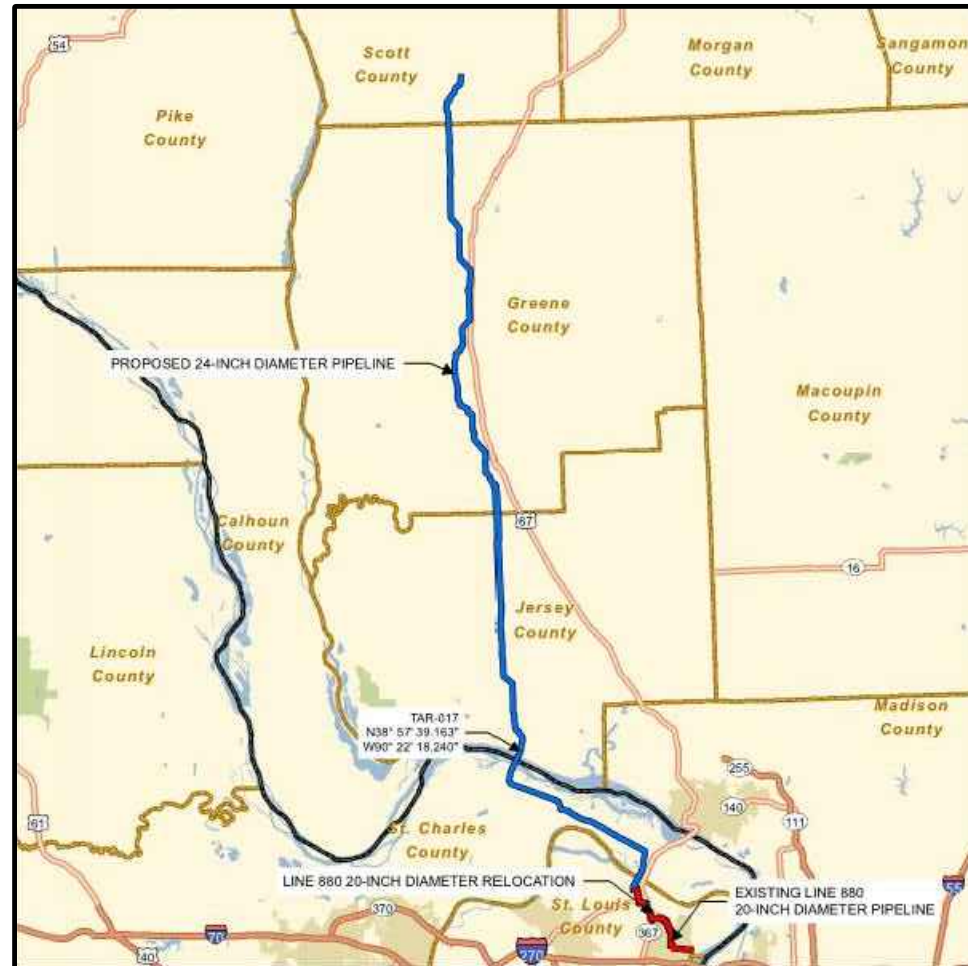 54
Scott
County
Morgan
County
Sangamon
County
Pike
County
Greene
County
PROPOSED 24-INCH DIAMETER PIPELINE
Macoupin
County
Calhoun
County
67
16
Jersey
County
Lincoln
County
TAR-017
N38° 57' 39.163"
W90° 22' 18.240"
Madison
County
255
140
111
61
St. Charles
County
LINE 880 20-INCH DIAMETER RELOCATION
EXISTING LINE 880
20-INCH DIAMETER PIPELINE
55
St. Louis
County
370
367
70
270
40